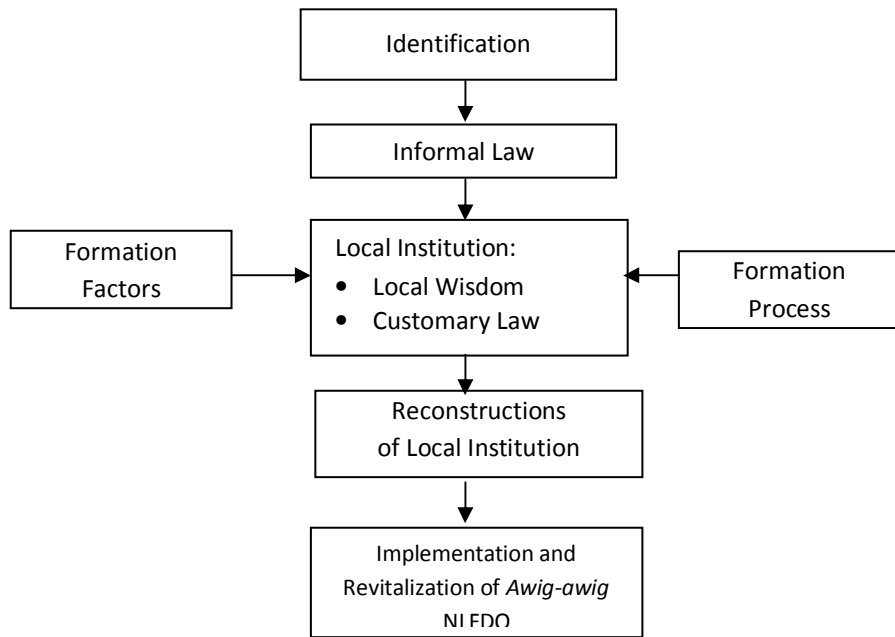 Identification
Informal Law
Formation
Factors
Local Institution:
• Local Wisdom
• Customary Law
Formation
Process
Reconstructions
of Local Institution
Implementation and
Revitalization of Awig-awig